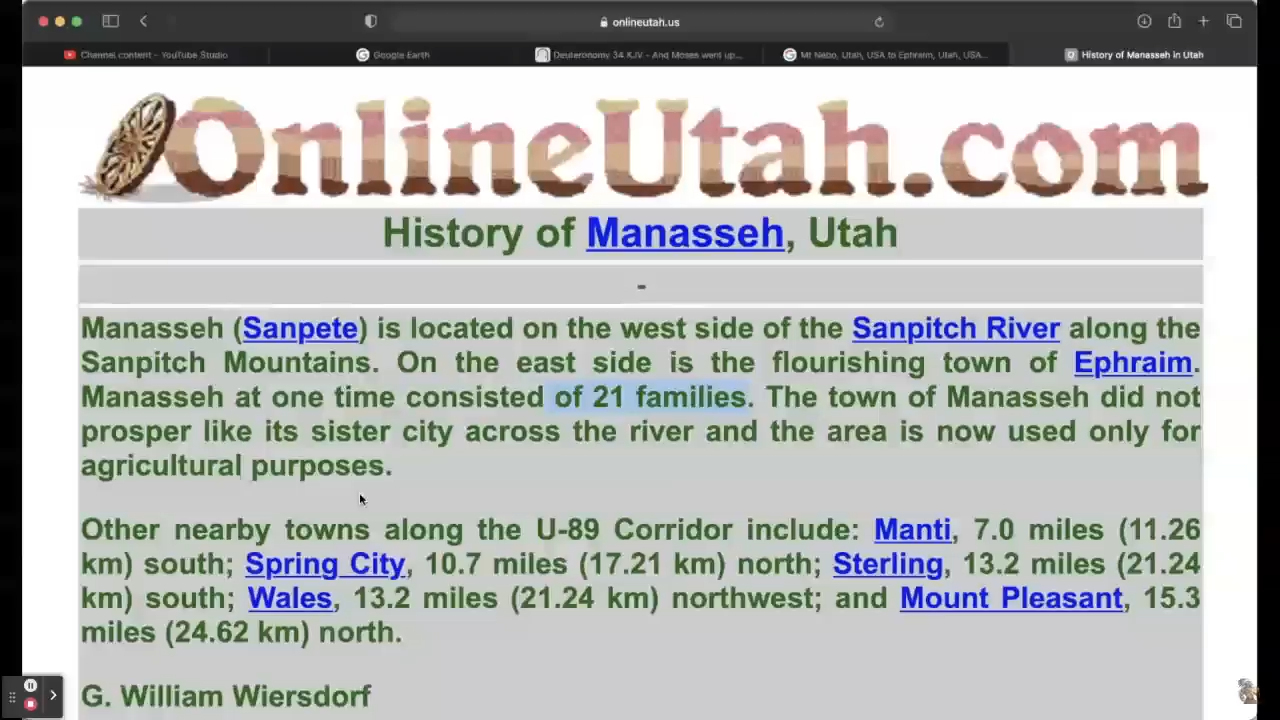 onlineutah.us
Channel content - YouTube Studio
Google Earth
Deuteronomy 34 KJV - And Moses went up...
Mt Nebo, Utah, USA to Ephraim, Utah, USA...
History of Manasseh in Utah
OnlineUtah.com
History of Manasseh, Utah
-
Manasseh (Sanpete) is located on the west side of the Sanpitch River along the
Sanpitch Mountains. On the east side is the flourishing town of Ephraim.
Manasseh at one time consisted of 21 families. The town of Manasseh did not
prosper like its sister city across the river and the area is now used only for
agricultural purposes.
Other nearby towns along the U-89 Corridor include: Manti, 7.0 miles (11.26
km) south; Spring City, 10.7 miles (17.21 km) north; Sterling, 13.2 miles (21.24
km) south; Wales, 13.2 miles (21.24 km) northwest; and Mount Pleasant, 15.3
miles (24.62 km) north.
G. William Wiersdorf